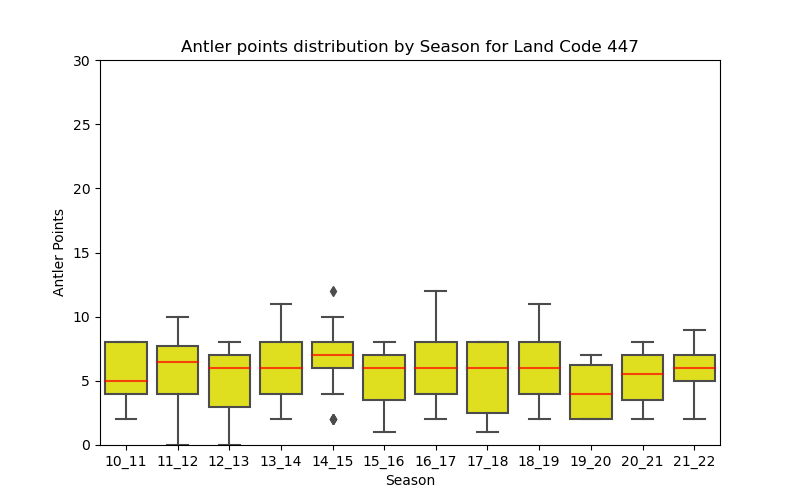 Antler points distribution by Season for Land Code 447
30
25
20
15
10
5
0
Antler Points
10_11 11_12 12_13 13_14 14_15 15_16 16_17 17_18 18_19 19_20 20_21 21_22
Season